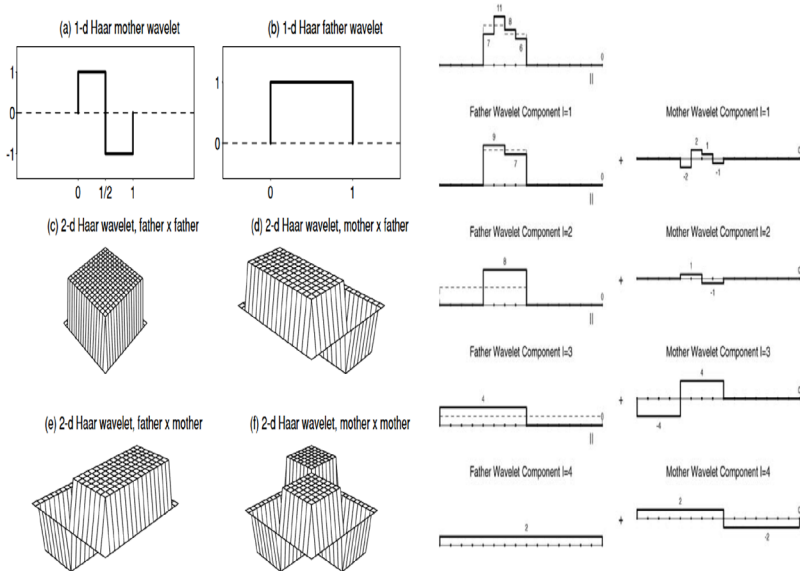 (a) 1-d Haar mother wavelet
1
0
-1
0 1/2 1
(b) 1-d Haar father wavelet
1
0
0 1
(c) 2-d Haar wavelet, father x father
(d) 2-d Haar wavelet, mother x father
(e) 2-d Haar wavelet, father x mother
(f) 2-d Haar wavelet, mother x mother
11
8
7
6
0
||
Father Wavelet Component l=1
9
7
0
||
+
Mother Wavelet Component l=1
2
1
-2
-1
0
Father Wavelet Component l=2
8
0
||
+
Mother Wavelet Component l=2
1
-1
0
Father Wavelet Component l=3
4
0
||
+
Mother Wavelet Component l=3
4
-4
0
Father Wavelet Component l=4
2
+
Mother Wavelet Component l=4
2
-2
0